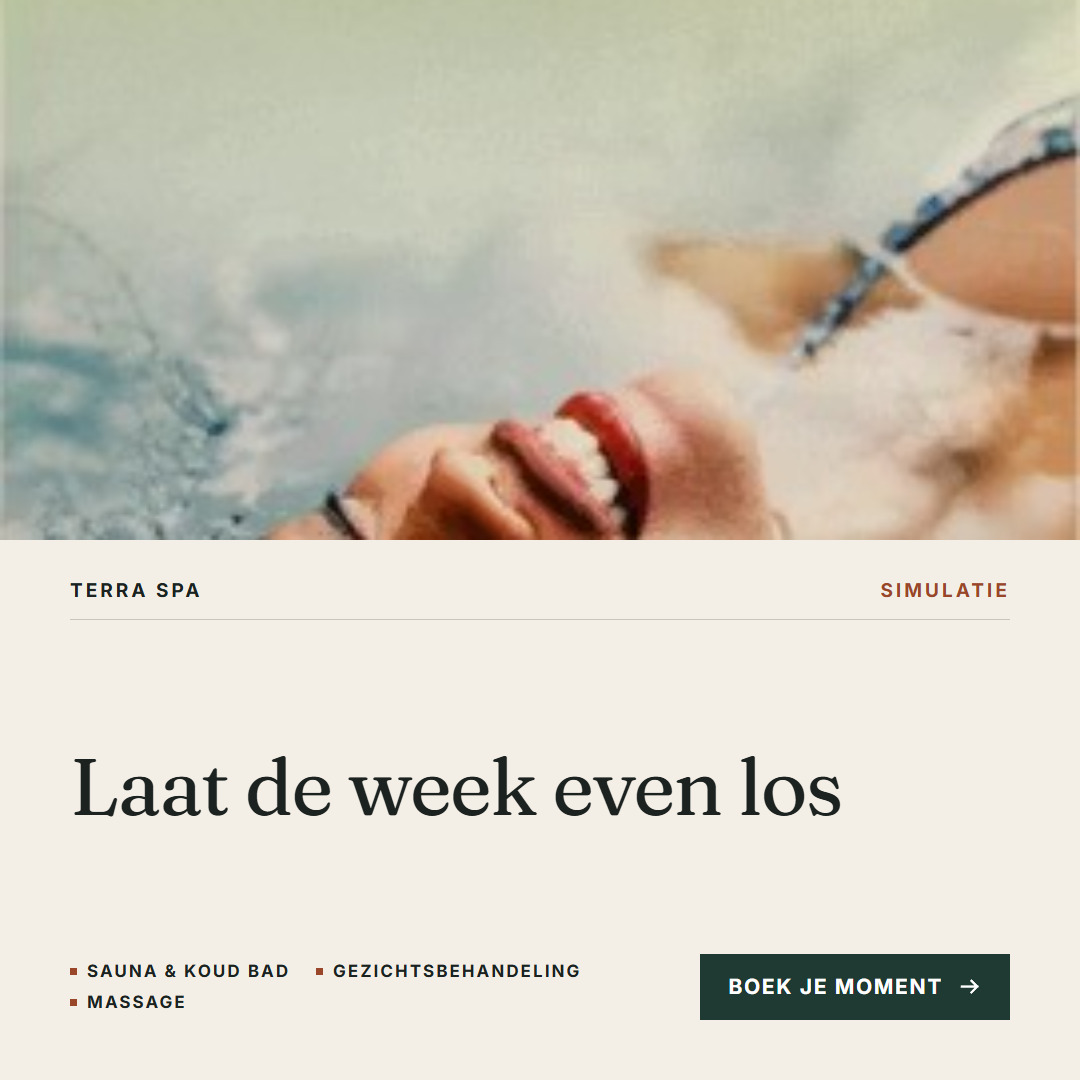 TERRA SPA
SIMULATIE
Laat de week even los
SAUNA & KOUD BAD
GEZICHTSBEHANDELING
MASSAGE
BOEK JE MOMENT →